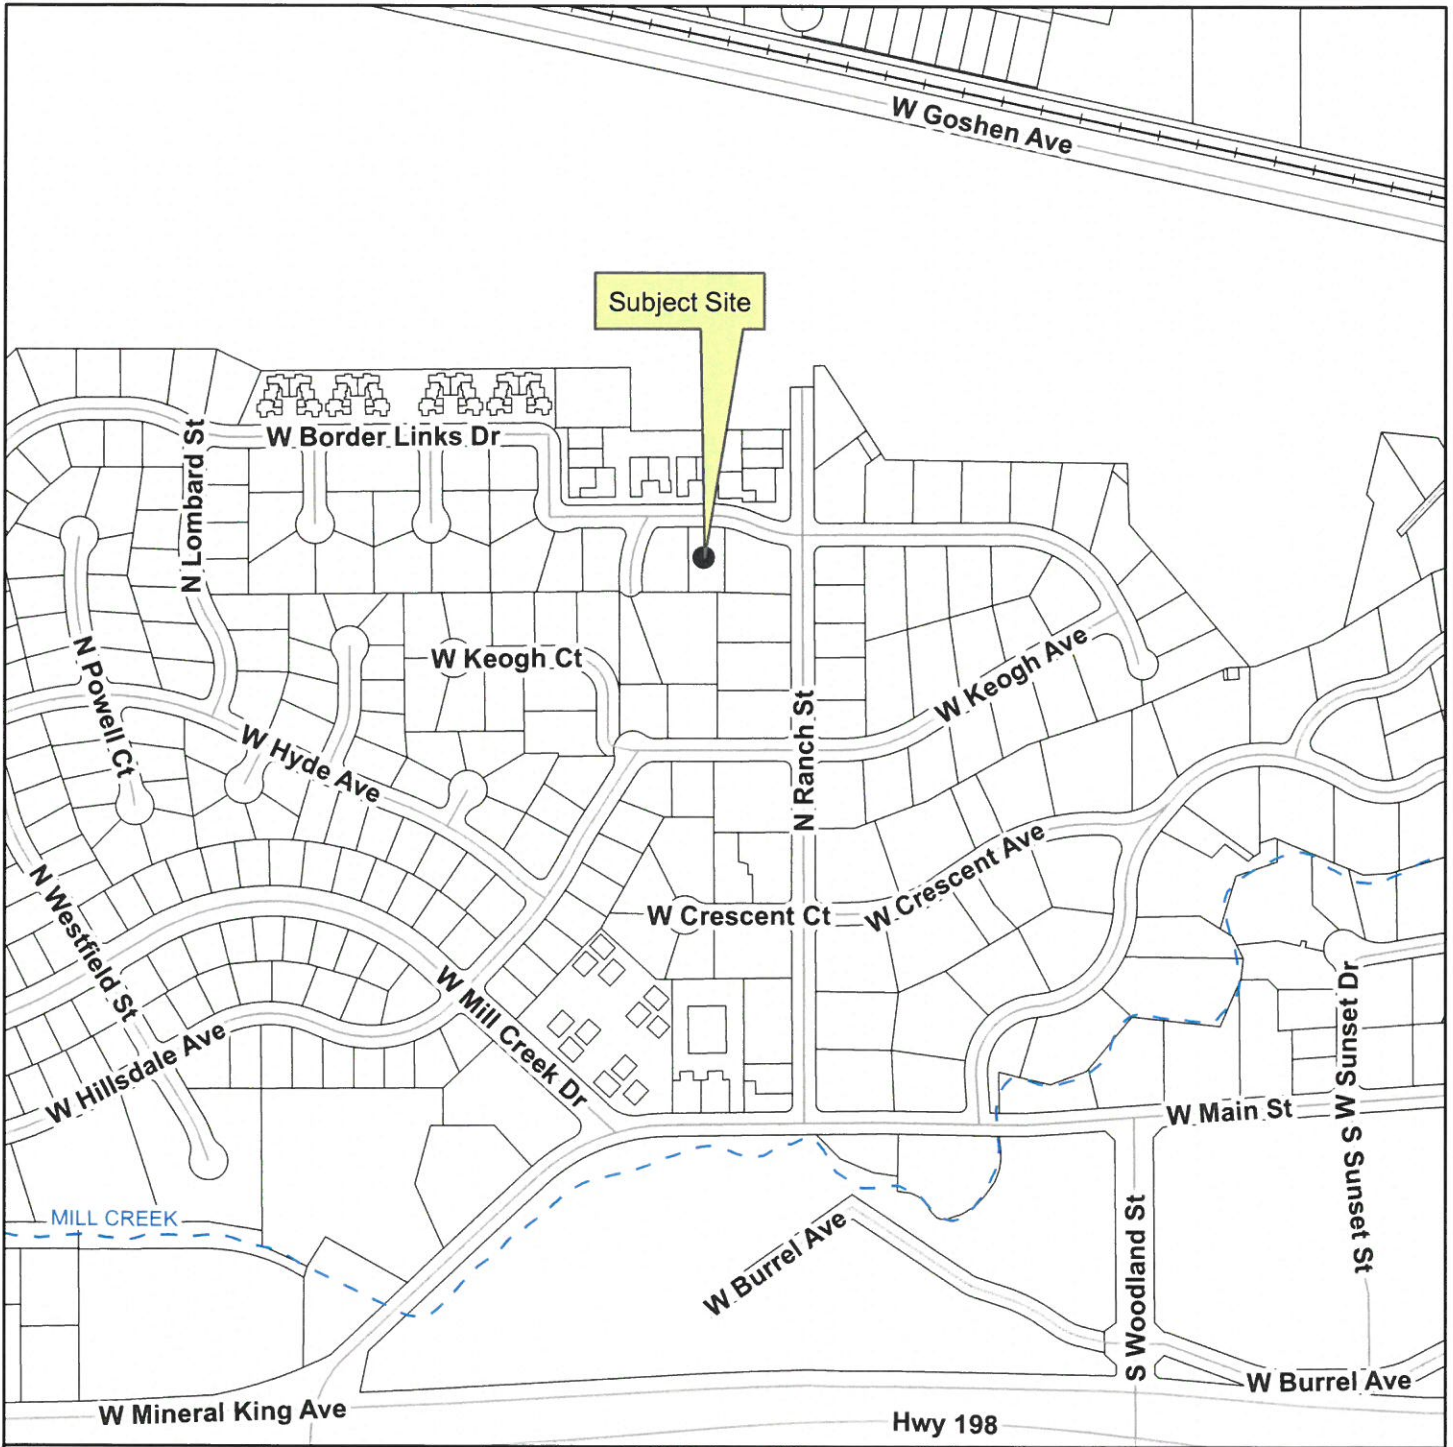 W Goshen Ave
Subject Site
W Border Links Dr
N Lombard St
W Keogh Ct
N Powell Ct
W Keogh Ave
N Ranch St
W Hyde Ave
W Crescent Ave
W Crescent Ct
N Westfield St
W Mill Creek Dr
W Hillsdale Ave
W Sunset Dr
W Main St
S Sunset St
S
MILL CREEK
W Burrel Ave
S Woodland St
W Burrel Ave
W Mineral King Ave
Hwy 198